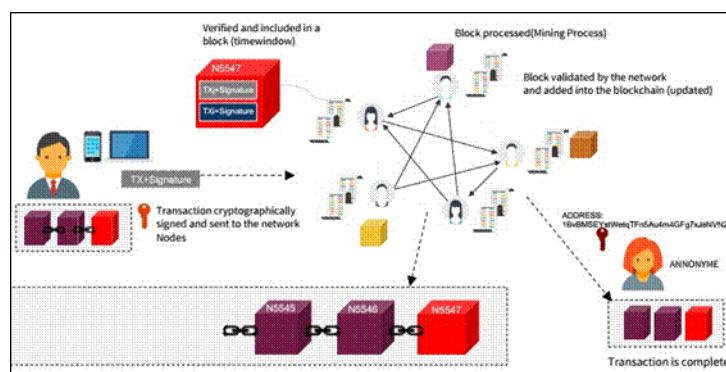 Verified and included in a
block (timewindow)
N5547
TXj+Signature
TXi+Signature
Block processed(Mining Process)
Block validated by the network
and added into the blockchain (updated)
TX+Signature
Transaction cryptographically
signed and sent to the network
Nodes
ADDRESS:
ANNONYME
N5545
N5546
N5547
Transaction is complete